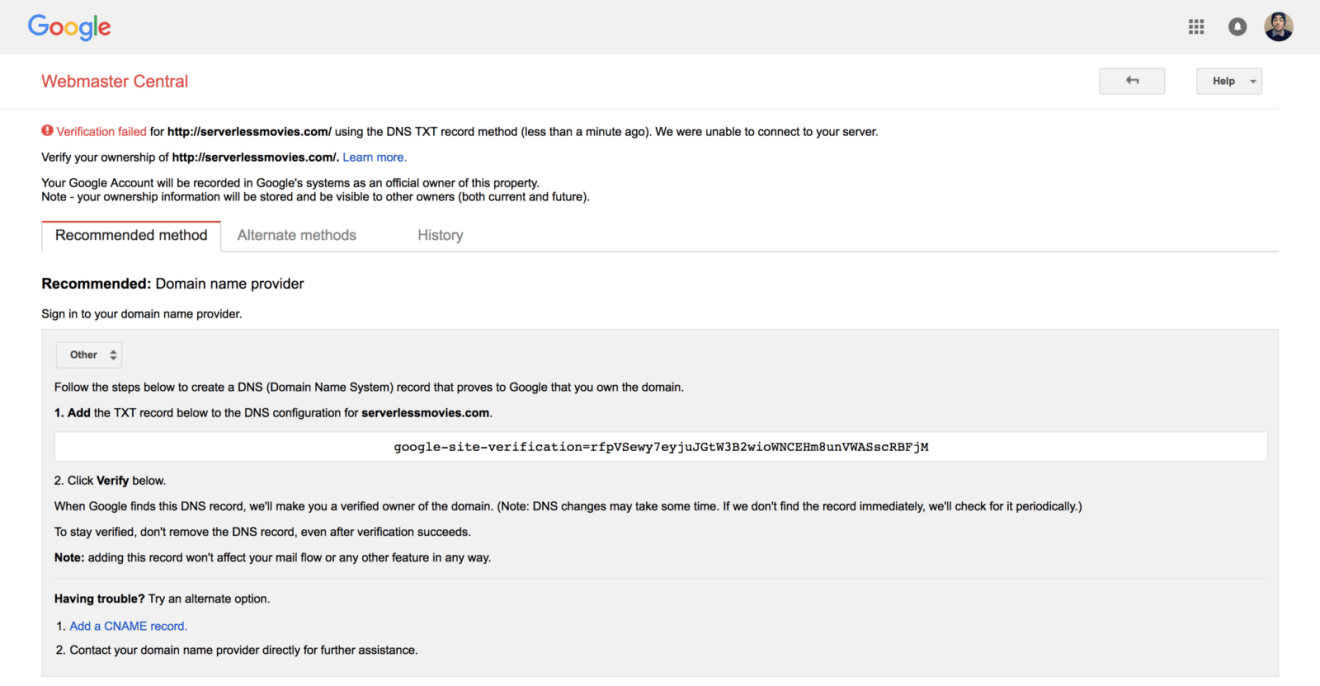 Google
Webmaster Central
Help
Verification failed for http://serverlessmovies.com/ using the DNS TXT record method (less than a minute ago). We were unable to connect to your server.
Verify your ownership of http://serverlessmovies.com/. Learn more.
Your Google Account will be recorded in Google's systems as an official owner of this property.
Note - your ownership information will be stored and be visible to other owners (both current and future).
Recommended method Alternate methods History
Recommended: Domain name provider
Sign in to your domain name provider.
Other
Follow the steps below to create a DNS (Domain Name System) record that proves to Google that you own the domain.
1. Add the TXT record below to the DNS configuration for serverlessmovies.com.
google-site-verification=rfpVSewy7eyjuJGtW3B2wioWNCEHm8unVWASscRBFjM
2. Click Verify below.
When Google finds this DNS record, we'll make you a verified owner of the domain. (Note: DNS changes may take some time. If we don't find the record immediately, we'll check for it periodically.)
To stay verified, don't remove the DNS record, even after verification succeeds.
Note: adding this record won't affect your mail flow or any other feature in any way.
Having trouble? Try an alternate option.
1. Add a CNAME record.
2. Contact your domain name provider directly for further assistance.